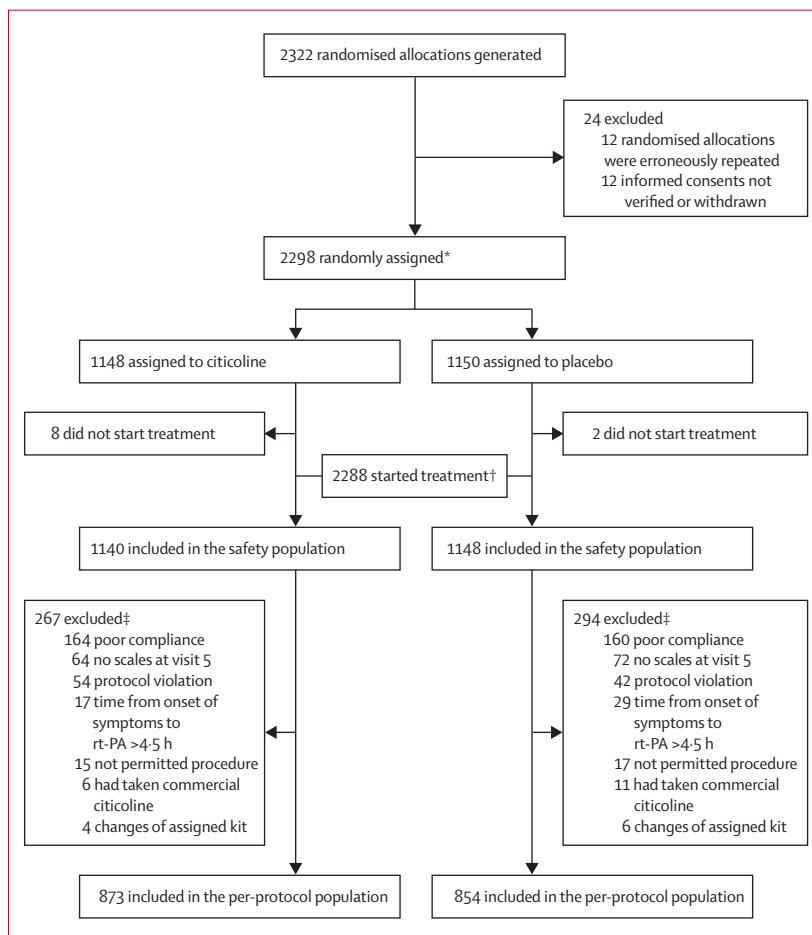 2322 randomised allocations generated
24 excluded
12 randomised allocations
were erroneously repeated
12 informed consents not
verified or withdrawn
2298 randomly assigned*
1148 assigned to citicoline
1150 assigned to placebo
8 did not start treatment
2 did not start treatment
2288 started treatment†
1140 included in the safety population
1148 included in the safety population
267 excluded‡
164 poor compliance
64 no scales at visit 5
54 protocol violation
17 time from onset of
symptoms to
rt-PA >4·5 h
15 not permitted procedure
6 had taken commercial
citicoline
4 changes of assigned kit
294 excluded‡
160 poor compliance
72 no scales at visit 5
42 protocol violation
29 time from onset of
symptoms to
rt-PA >4·5 h
17 not permitted procedure
11 had taken commercial
citicoline
6 changes of assigned kit
873 included in the per-protocol population
854 included in the per-protocol population